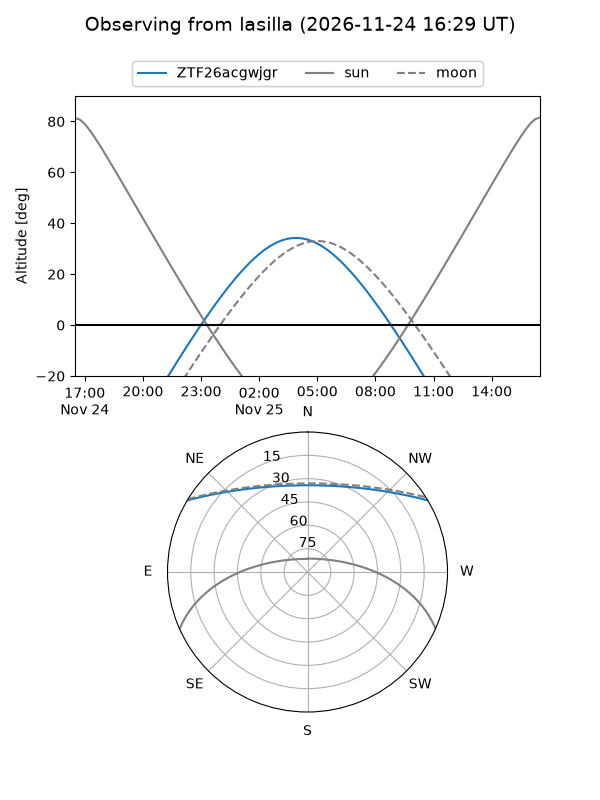 Observing from lasilla (2026-11-24 16:29 UT)
ZTF26acgwjgr sun moon
80
60
40
20
0
−20
Altitude [deg]
17:00 20:00 23:00 02:00 05:00 08:00 11:00 14:00
Nov 24 Nov 25
N
NE NW
15
30
45
60
75
E W
SE SW
S